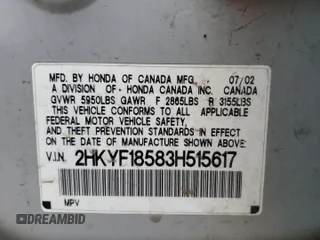 MFD. BY HONDA OF CANADA MFG. 07/02
A DIVISION OF - HONDA CANADA INC. CANADA
GVWR 5950LBS GAWR F 2865LBS R 3155LBS
THIS VEHICLE CONFORMS TO ALL APPLICABLE
FEDERAL MOTOR VEHICLE SAFETY,
AND THEFT PREVENTION STANDARDS IN EFFECT
ON THE DATE OF MANUFACTURE SHOWN ABOVE.
V.I.N. 2HKYF18583H515617
MPV
DREAMBID